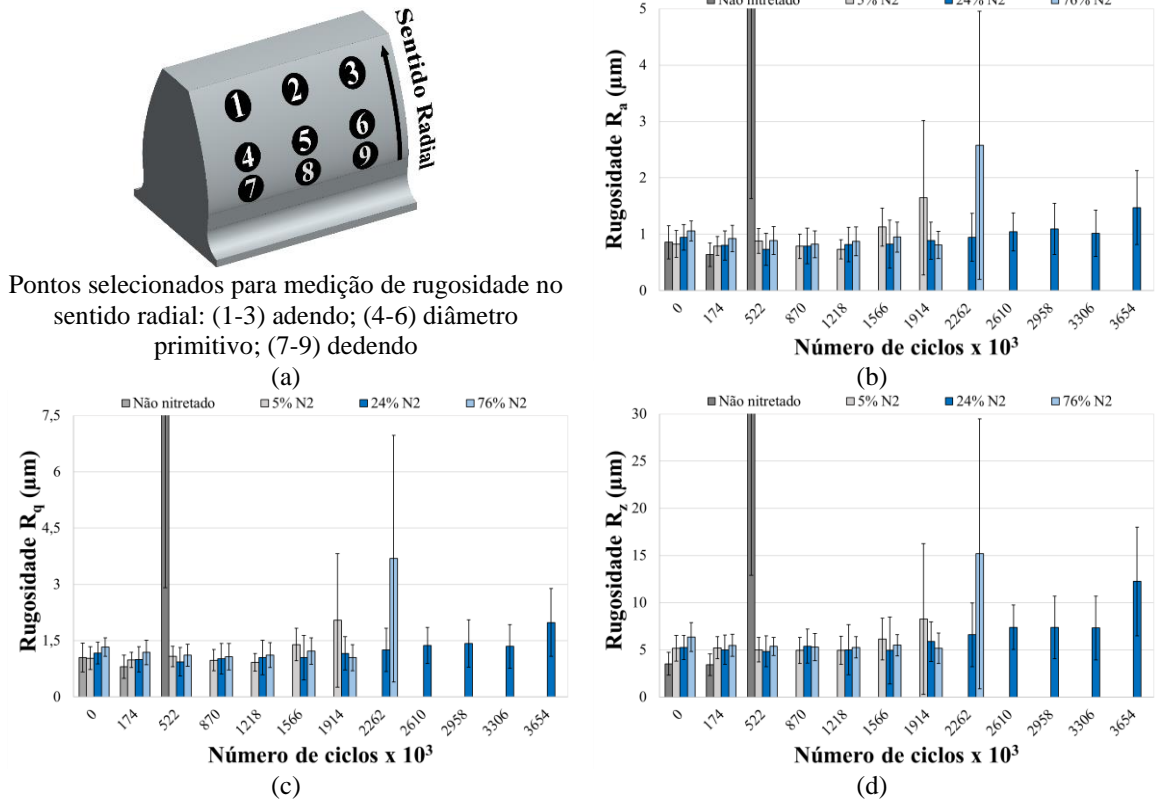 1
2
3
4
5
6
7
8
9
Sentido Radial
Pontos selecionados para medição de rugosidade no
sentido radial: (1-3) adendo; (4-6) diâmetro
primitivo; (7-9) dedendo
(a)
Não nitretado 5% N2 24% N2 76% N2
Rugosidade Ra (µm)
5
4
3
2
1
0
0 174 522 870 1218 1566 1914 2262 2610 2958 3306 3654
Número de ciclos x 10³
(b)
Não nitretado 5% N2 24% N2 76% N2
Rugosidade Rq (µm)
7,5
6
4,5
3
1,5
0
0 174 522 870 1218 1566 1914 2262 2610 2958 3306 3654
Número de ciclos x 10³
(c)
Não nitretado 5% N2 24% N2 76% N2
Rugosidade Rz (µm)
30
25
20
15
10
5
0
0 174 522 870 1218 1566 1914 2262 2610 2958 3306 3654
Número de ciclos x 10³
(d)